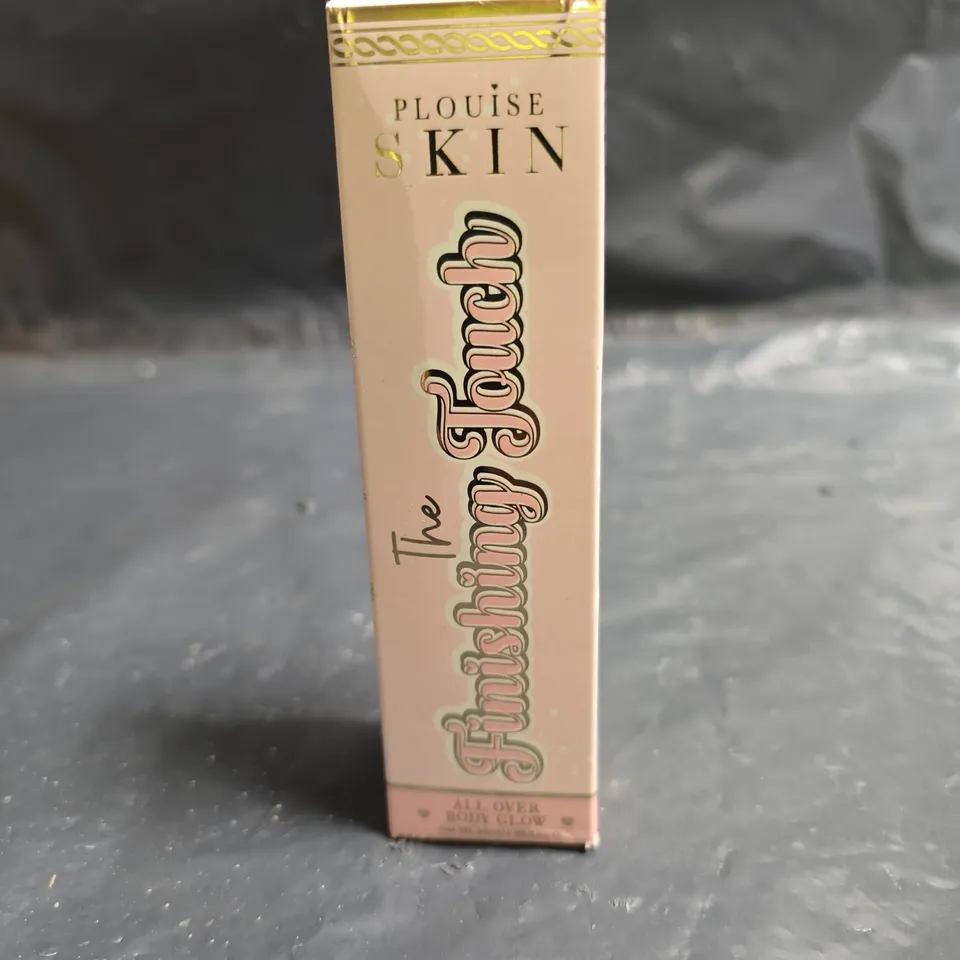 PLOUISE
SKIN
The
Finishing Touch
ALL OVER
BODY GLOW